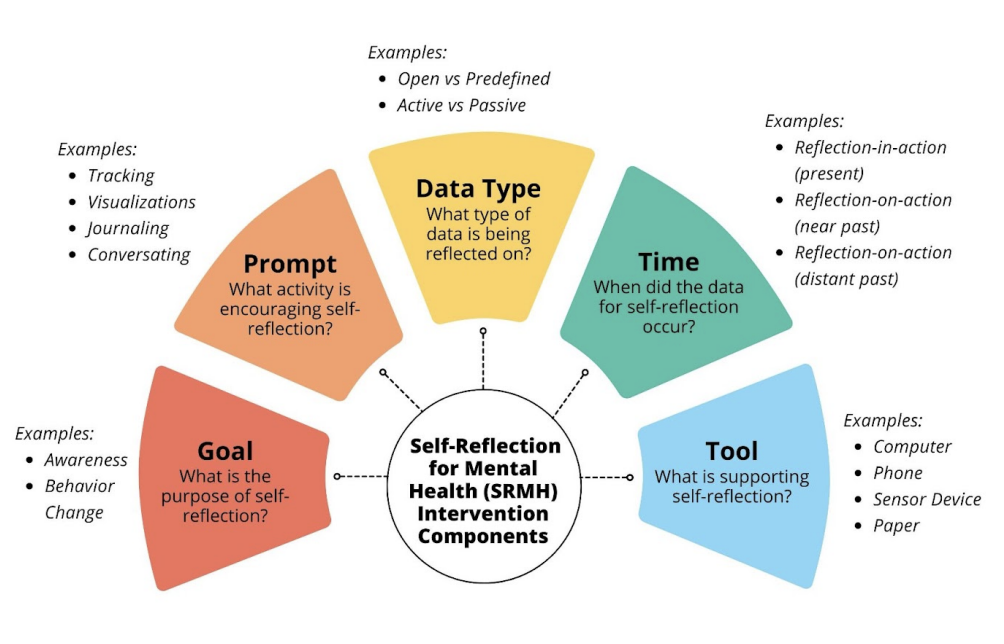 Examples:
• Open vs Predefined
• Active vs Passive
Examples:
• Tracking
• Visualizations
• Journaling
• Conversating
Examples:
• Reflection-in-action
(present)
• Reflection-on-action
(near past)
• Reflection-on-action
(distant past)
Data Type
What type of
data is being
reflected on?
Prompt
What activity is
encouraging self-
reflection?
Time
When did the data
for self-reflection
occur?
Examples:
• Awareness
• Behavior
Change
Goal
What is the
purpose of self-
reflection?
Self-Reflection
for Mental
Health (SRMH)
Intervention
Components
Tool
What is supporting
self-reflection?
Examples:
• Computer
• Phone
• Sensor Device
• Paper